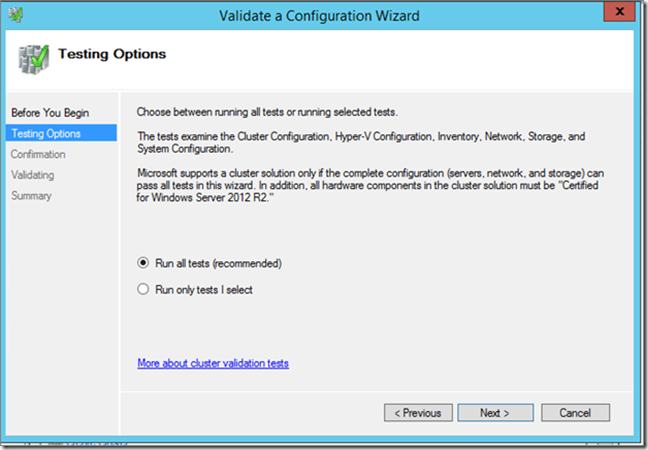 Validate a Configuration Wizard
x
Testing Options
Before You Begin
Testing Options
Confirmation
Validating
Summary
Choose between running all tests or running selected tests.
The tests examine the Cluster Configuration, Hyper-V Configuration, Inventory, Network, Storage, and
System Configuration.
Microsoft supports a cluster solution only if the complete configuration (servers, network, and storage) can
pass all tests in this wizard. In addition, all hardware components in the cluster solution must be "Certified
for Windows Server 2012 R2."
Run all tests (recommended)
Run only tests I select
More about cluster validation tests
< Previous
Next >
Cancel